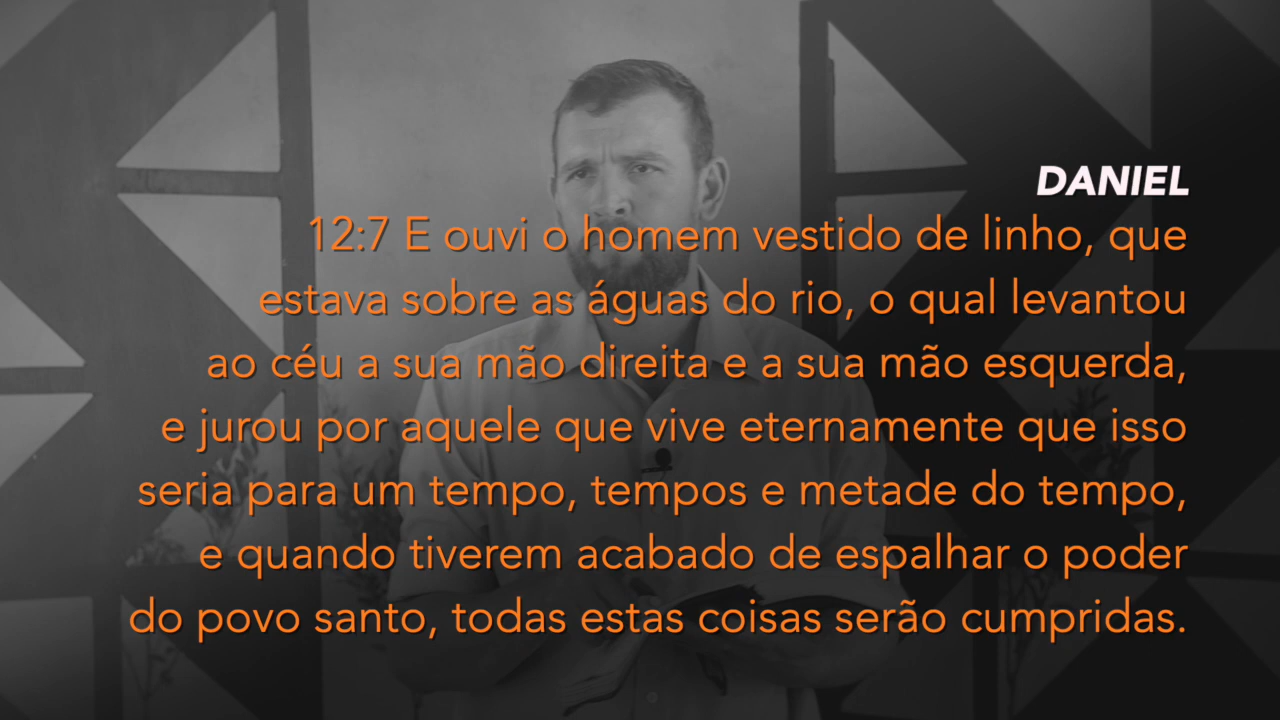 DANIEL
12:7 E ouvi o homem vestido de linho, que
estava sobre as águas do rio, o qual levantou
ao céu a sua mão direita e a sua mão esquerda,
e jurou por aquele que vive eternamente que isso
seria para um tempo, tempos e metade do tempo,
e quando tiverem acabado de espalhar o poder
do povo santo, todas estas coisas serão cumpridas.